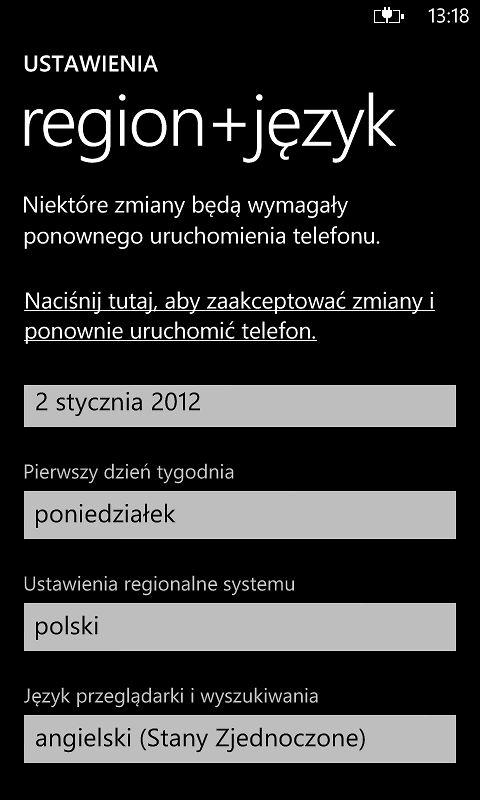 13:18
USTAWIENIA
region+język
Niektóre zmiany będą wymagały
ponownego uruchomienia telefonu.
Naciśnij tutaj, aby zaakceptować zmiany i
ponownie uruchomić telefon.
2 stycznia 2012
Pierwszy dzień tygodnia
poniedziałek
Ustawienia regionalne systemu
polski
Język przeglądarki i wyszukiwania
angielski (Stany Zjednoczone)